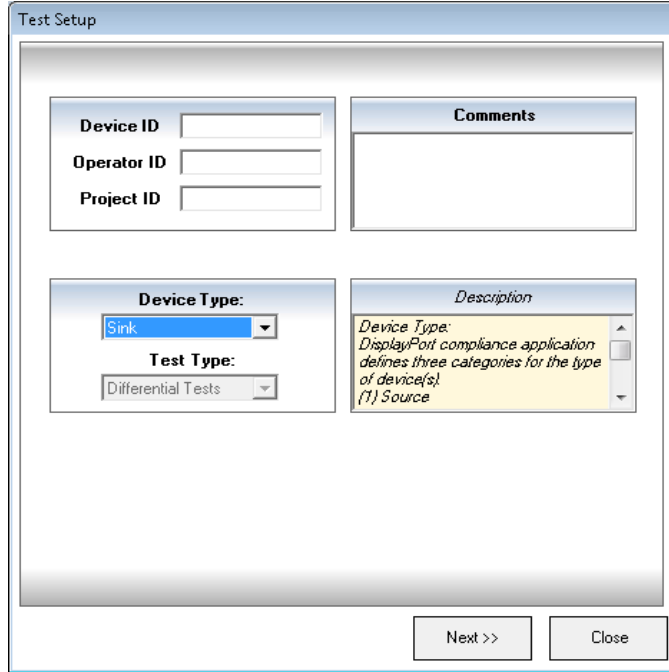 Test Setup
Device ID
Operator ID
Project ID
Comments
Device Type:
Sink
Test Type:
Differential Tests
Description
Device Type:
DisplayPort compliance application
defines three categories for the type
of device(s).
(1) Source
Next >>
Close